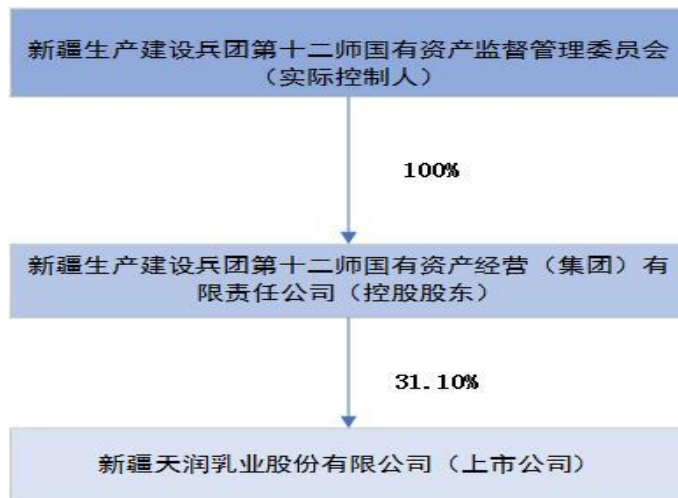 新疆生产建设兵团第十二师国有资产监督管理委员会
（实际控制人）
100%
新疆生产建设兵团第十二师国有资产经营（集团）有
限责任公司（控股股东）
31.10%
新疆天润乳业股份有限公司（上市公司）